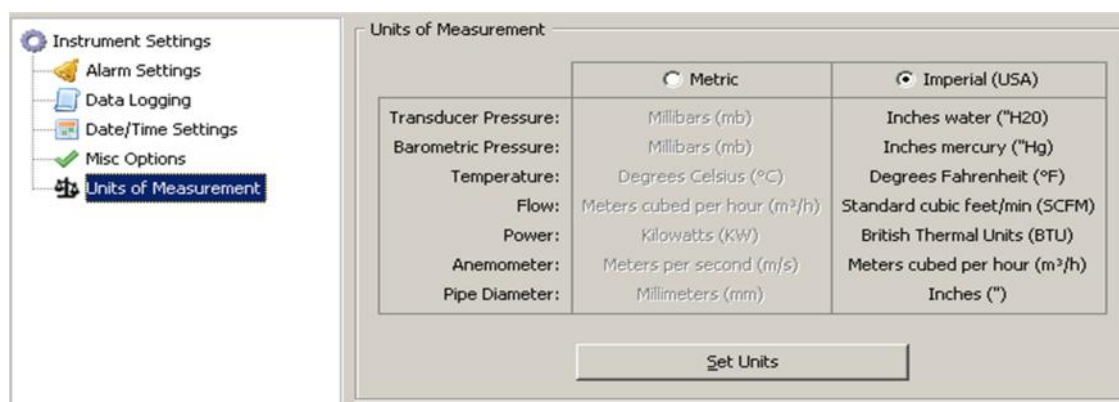 Instrument Settings
Alarm Settings
Data Logging
Date/Time Settings
Misc Options
Units of Measurement
Units of Measurement
Metric Imperial (USA)
Transducer Pressure: Millibars (mb) Inches water ("H20)
Barometric Pressure: Millibars (mb) Inches mercury ("Hg)
Temperature: Degrees Celsius (°C) Degrees Fahrenheit (°F)
Flow: Meters cubed per hour (m³/h) Standard cubic feet/min (SCFM)
Power: Kilowatts (KW) British Thermal Units (BTU)
Anemometer: Meters per second (m/s) Meters cubed per hour (m³/h)
Pipe Diameter: Millimeters (mm) Inches (")
Set Units